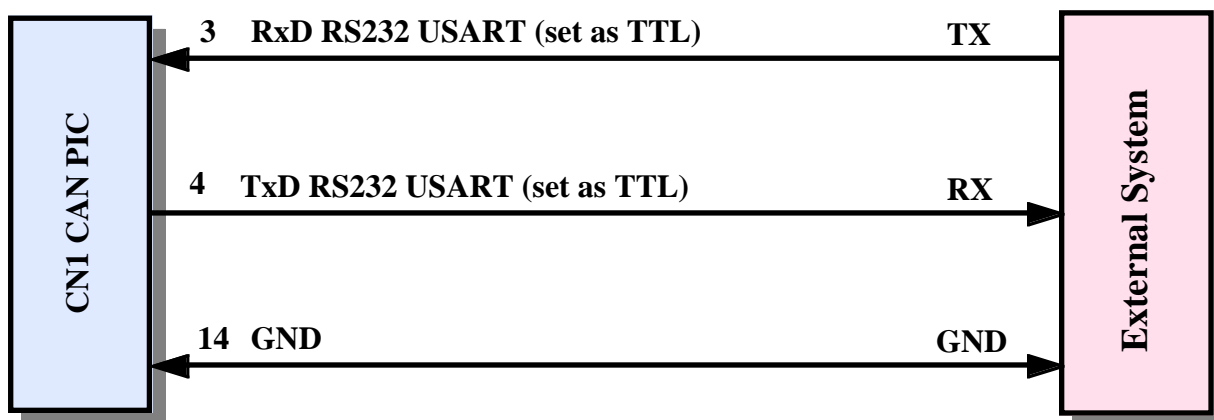 CN1 CAN PIC
3 RxD RS232 USART (set as TTL) TX
4 TxD RS232 USART (set as TTL) RX
14 GND GND
External System